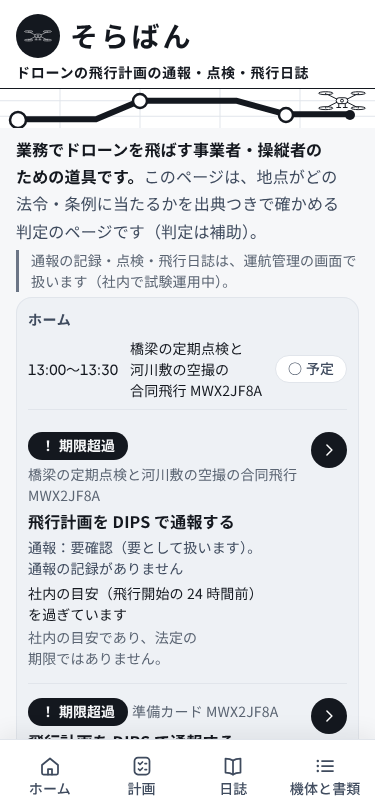 そらばん
ドローンの飛行計画の通報・点検・飛行日誌
業務でドローンを飛ばす事業者・操縦者の
ための道具です。このページは、地点がどの
法令・条例に当たるかを出典つきで確かめる
判定のページです（判定は補助）。
通報の記録・点検・飛行日誌は、運航管理の画面で
扱います（社内で試験運用中）。
ホーム
13:00〜13:30
橋梁の定期点検と
河川敷の空撮の
合同飛行 MWX2JF8A
予定
！ 期限超過
橋梁の定期点検と河川敷の空撮の合同飛行
MWX2JF8A
飛行計画を DIPS で通報する
通報：要確認（要として扱います）。
通報の記録がありません
社内の目安（飛行開始の 24 時間前）
を過ぎています
社内の目安であり、法定の
期限ではありません。
！ 期限超過 準備カード MWX2JF8A
飛行計画を DIPS で通報する
ホーム 計画 日誌 機体と書類